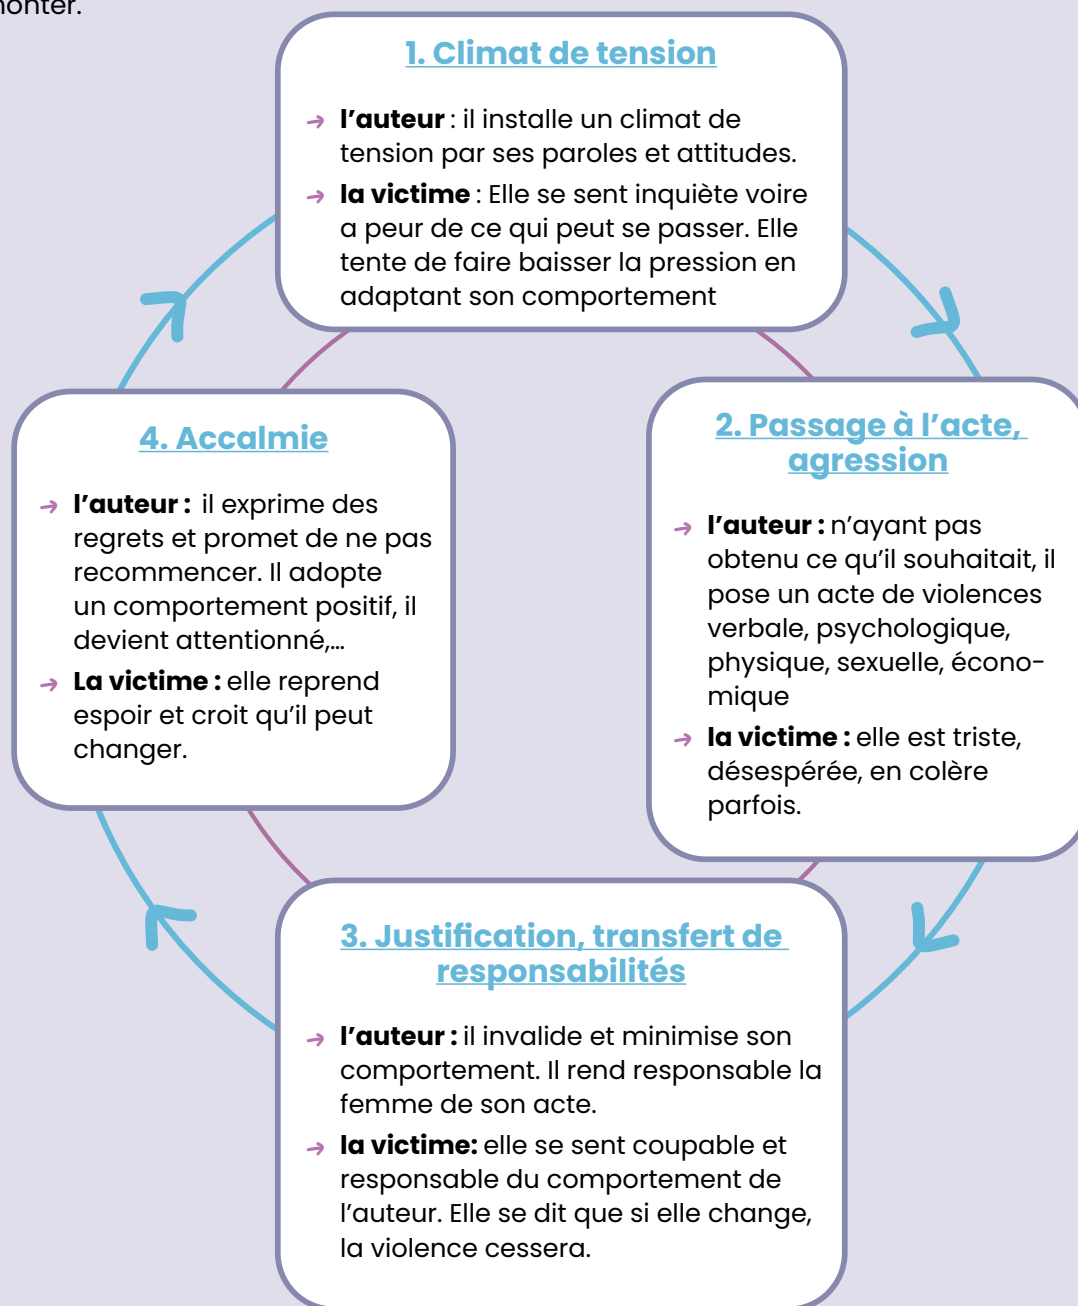 1. Climat de tension
→ l'auteur : il installe un climat de
tension par ses paroles et attitudes.
→ la victime : Elle se sent inquiète voire
a peur de ce qui peut se passer. Elle
tente de faire baisser la pression en
adaptant son comportement
2. Passage à l'acte,
agression
→ l'auteur : n'ayant pas
obtenu ce qu'il souhaitait, il
pose un acte de violences
verbale, psychologique,
physique, sexuelle, écono-
mique
→ la victime : elle est triste,
désespérée, en colère
parfois.
3. Justification, transfert de
responsabilités
→ l'auteur : il invalide et minimise son
comportement. Il rend responsable la
femme de son acte.
→ la victime: elle se sent coupable et
responsable du comportement de
l'auteur. Elle se dit que si elle change,
la violence cessera.
4. Accalmie
→ l'auteur : il exprime des
regrets et promet de ne pas
recommencer. Il adopte
un comportement positif, il
devient attentionné,...
→ La victime : elle reprend
espoir et croit qu'il peut
changer.